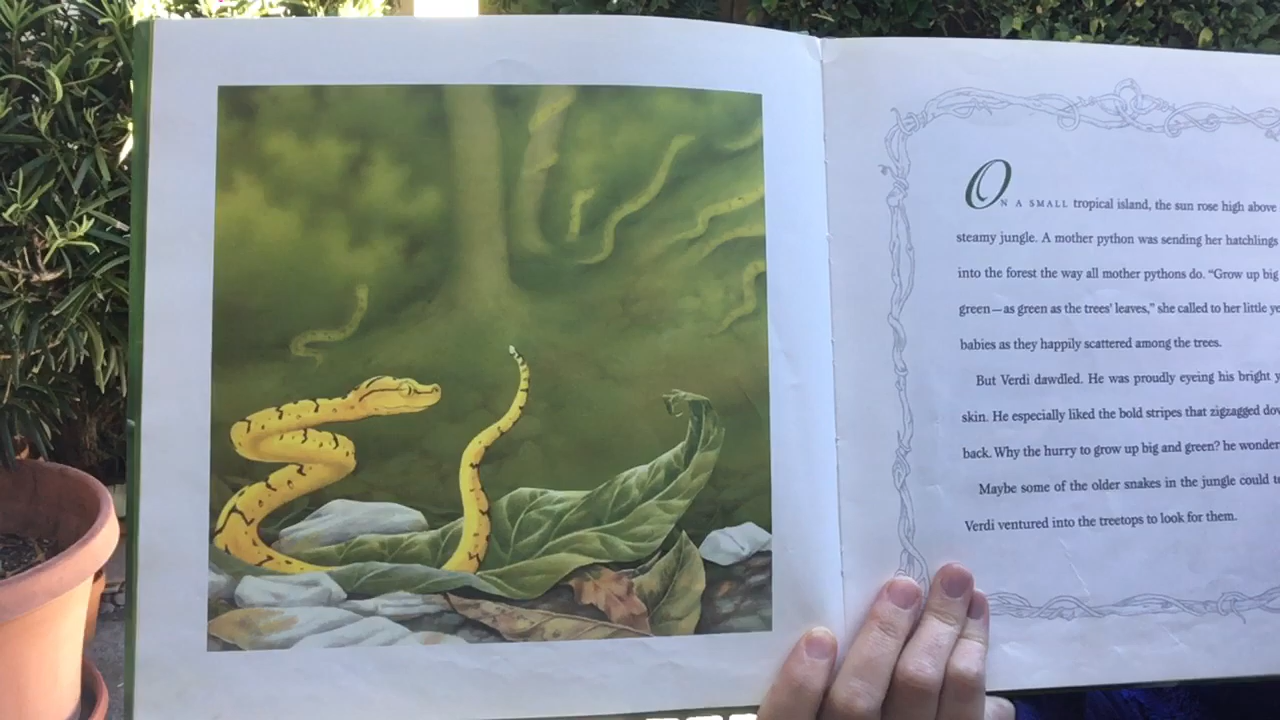 ON A SMALL tropical island, the sun rose high above
steamy jungle. A mother python was sending her hatchlings
into the forest the way all mother pythons do. “Grow up big
green—as green as the trees’ leaves,” she called to her little
babies as they happily scattered among the trees.
But Verdi dawdled. He was proudly eyeing his bright
skin. He especially liked the bold stripes that zigzagged
back. Why the hurry to grow up big and green? he
Maybe some of the older snakes in the jungle could
Verdi ventured into the treetops to look for them.